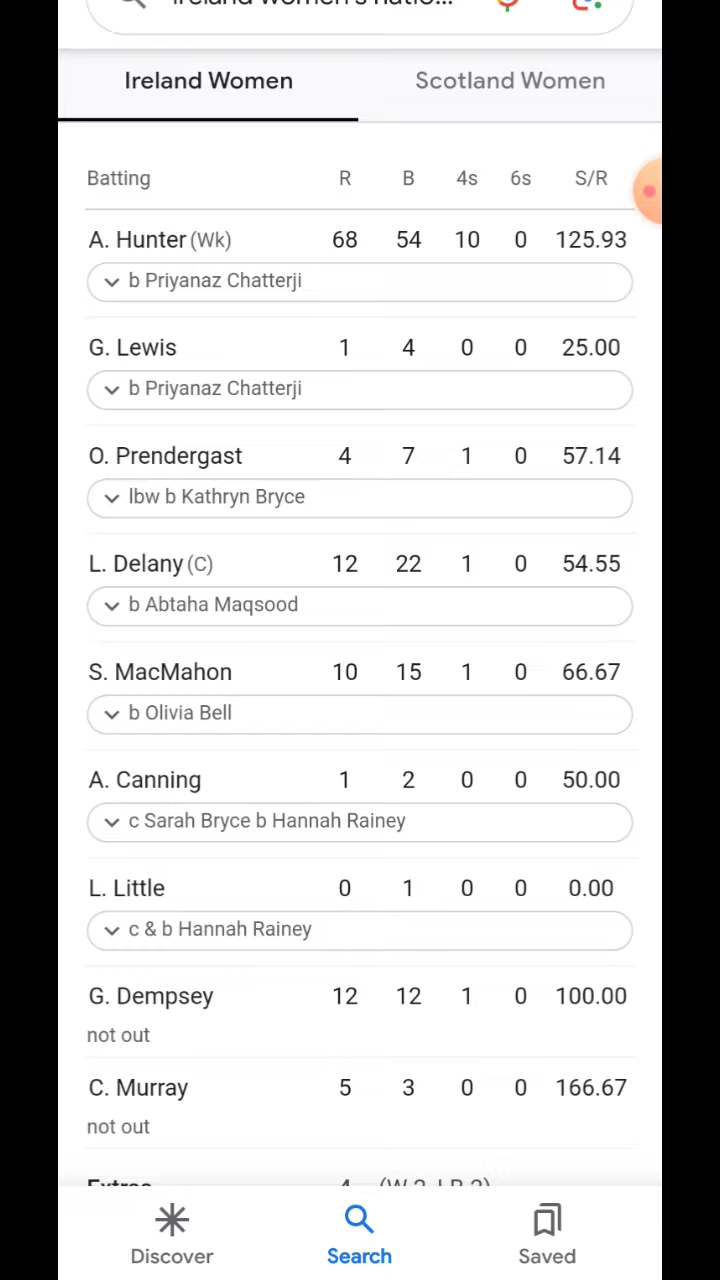 Ireland Women Scotland Women
Batting R B 4s 6s S/R
A. Hunter (Wk) 68 54 10 0 125.93
b Priyanaz Chatterji
G. Lewis 1 4 0 0 25.00
b Priyanaz Chatterji
O. Prendergast 4 7 1 0 57.14
lbw b Kathryn Bryce
L. Delany (C) 12 22 1 0 54.55
b Abtaha Maqsood
S. MacMahon 10 15 1 0 66.67
b Olivia Bell
A. Canning 1 2 0 0 50.00
c Sarah Bryce b Hannah Rainey
L. Little 0 1 0 0 0.00
c & b Hannah Rainey
G. Dempsey 12 12 1 0 100.00
not out
C. Murray 5 3 0 0 166.67
not out
Discover Search Saved